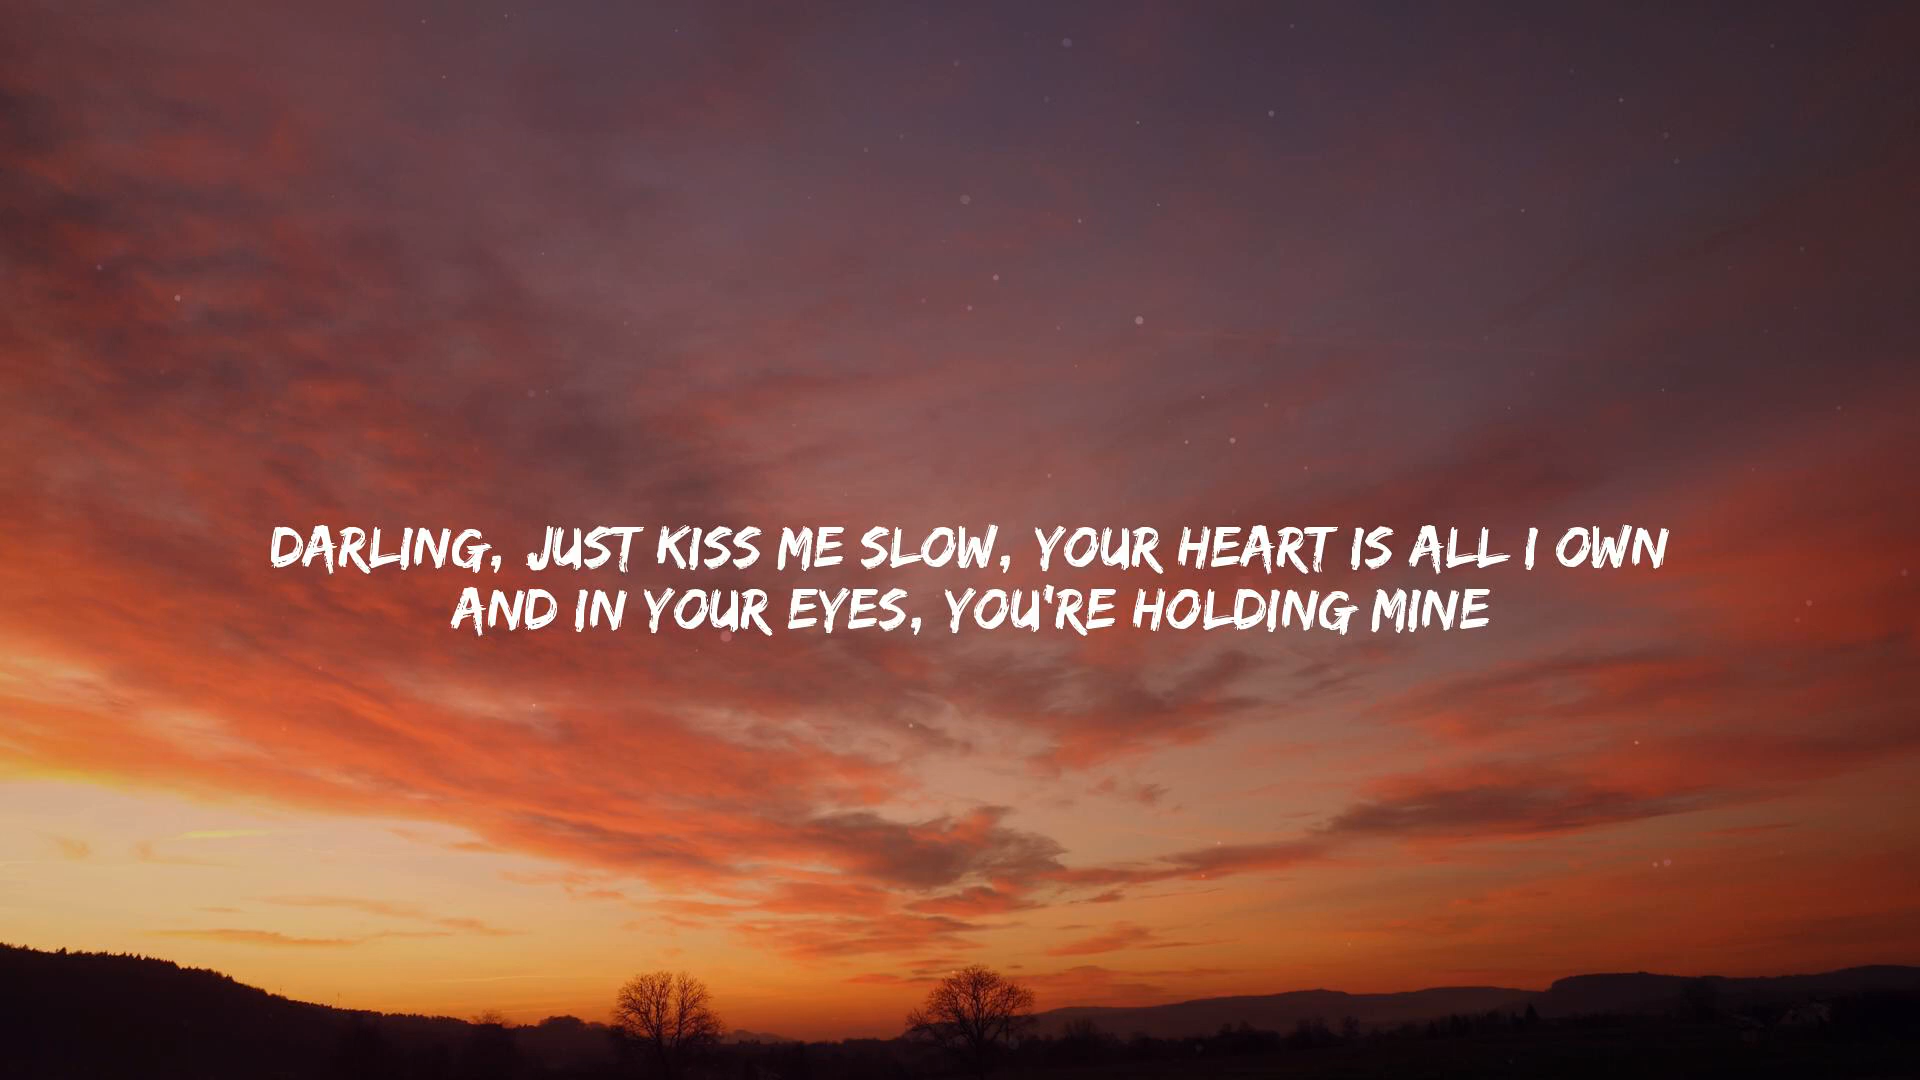 DARLING, JUST KISS ME SLOW, YOUR HEART IS ALL I OWN
AND IN YOUR EYES, YOU'RE HOLDING MINE